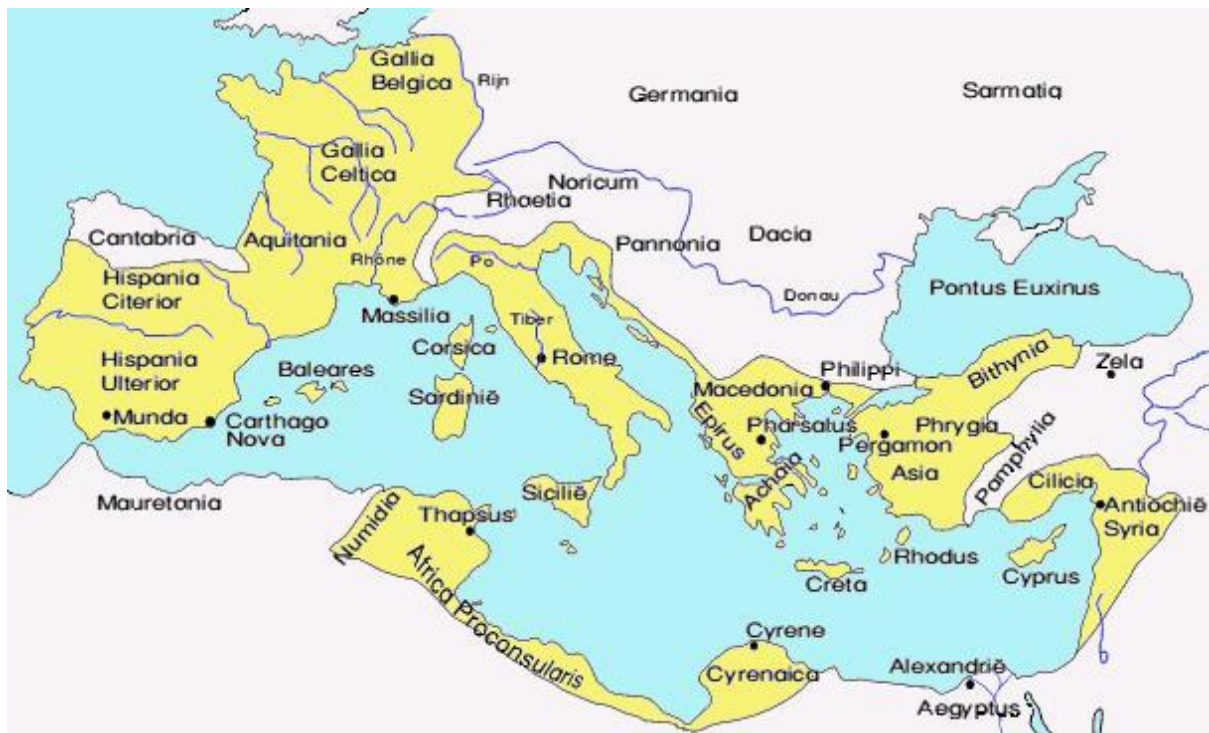 Gallia
Belgica
Rijn
Germania
Sarmatiq
Gallia
Celtica
Noricum
Rhaetia
Cantabria
Aquitania
Rhône
Po
Pannonia
Dacia
Hispania
Citerior
Donau
Pontus Euxinus
Massilia
Tiber
Corsica
Rome
Hispania
Ulterior
Baleares
Sardinië
Macedonia
Philippi
Bithynia
Zela
Munda
Carthago
Nova
Epirus
Pharsalus
Pergamon
Phrygia
Asia
Pamphylia
Achaia
Cilicia
Mauretania
Numidia
Thapsus
Sicilië
Antiochië
Syria
Rhodus
Creta
Cyprus
Africa Proconsularis
Cyrene
Cyrenaica
Alexandrië
Aegyptus